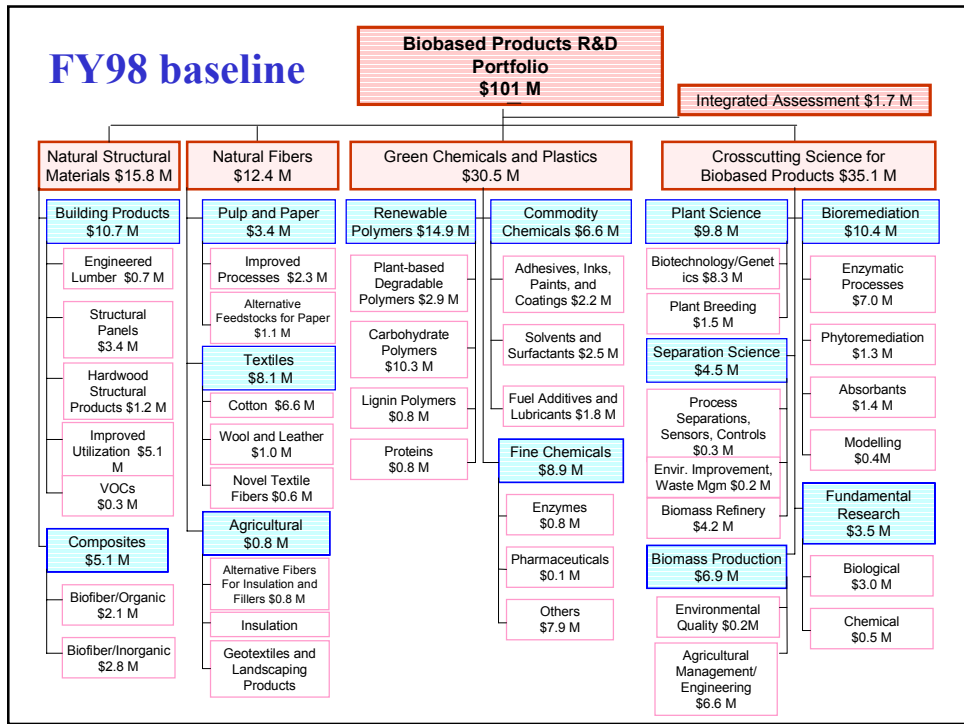 FY98 baseline
Biobased Products R&D
Portfolio
$101 M
Integrated Assessment $1.7 M
Natural Structural
Materials $15.8 M
Building Products
$10.7 M
Engineered
Lumber $0.7 M
Structural
Panels
$3.4 M
Hardwood
Structural
Products $1.2 M
Improved
Utilization $5.1
M
VOCs
$0.3 M
Composites
$5.1 M
Biofiber/Organic
$2.1 M
Biofiber/Inorganic
$2.8 M
Natural Fibers
$12.4 M
Pulp and Paper
$3.4 M
Improved
Processes $2.3 M
Alternative
Feedstocks for Paper
$1.1 M
Textiles
$8.1 M
Cotton $6.6 M
Wool and Leather
$1.0 M
Novel Textile
Fibers $0.6 M
Agricultural
$0.8 M
Alternative Fibers
For Insulation and
Fillers $0.8 M
Insulation
Geotextiles and
Landscaping
Products
Green Chemicals and Plastics
$30.5 M
Renewable
Polymers $14.9 M
Plant-based
Degradable
Polymers $2.9 M
Carbohydrate
Polymers
$10.3 M
Lignin Polymers
$0.8 M
Proteins
$0.8 M
Commodity
Chemicals $6.6 M
Adhesives, Inks,
Paints, and
Coatings $2.2 M
Solvents and
Surfactants $2.5 M
Fuel Additives and
Lubricants $1.8 M
Fine Chemicals
$8.9 M
Enzymes
$0.8 M
Pharmaceuticals
$0.1 M
Others
$7.9 M
Crosscutting Science for
Biobased Products $35.1 M
Plant Science
$9.8 M
Biotechnology/Genet
ics $8.3 M
Plant Breeding
$1.5 M
Separation Science
$4.5 M
Process
Separations,
Sensors, Controls
$0.3 M
Envir. Improvement,
Waste Mgm $0.2 M
Biomass Refinery
$4.2 M
Biomass Production
$6.9 M
Environmental
Quality $0.2M
Agricultural
Management/
Engineering
$6.6 M
Bioremediation
$10.4 M
Enzymatic
Processes
$7.0 M
Phytoremediation
$1.3 M
Absorbants
$1.4 M
Modelling
$0.4M
Fundamental
Research
$3.5 M
Biological
$3.0 M
Chemical
$0.5 M